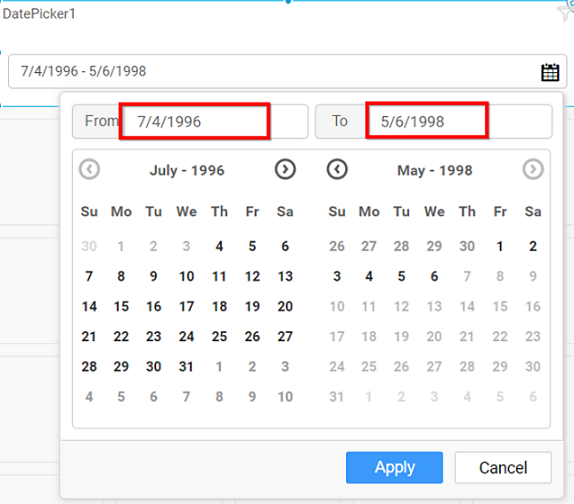 DatePicker1
7/4/1996 - 5/6/1998
From 7/4/1996 To 5/6/1998
July - 1996 May - 1998
Su Mo Tu We Th Fr Sa Su Mo Tu We Th Fr Sa
30 1 2 3 4 5 6 26 27 28 29 30 1 2
7 8 9 10 11 12 13 3 4 5 6 7 8 9
14 15 16 17 18 19 20 10 11 12 13 14 15 16
21 22 23 24 25 26 27 17 18 19 20 21 22 23
28 29 30 31 1 2 3 24 25 26 27 28 29 30
4 5 6 7 8 9 10 31 1 2 3 4 5 6
Apply Cancel